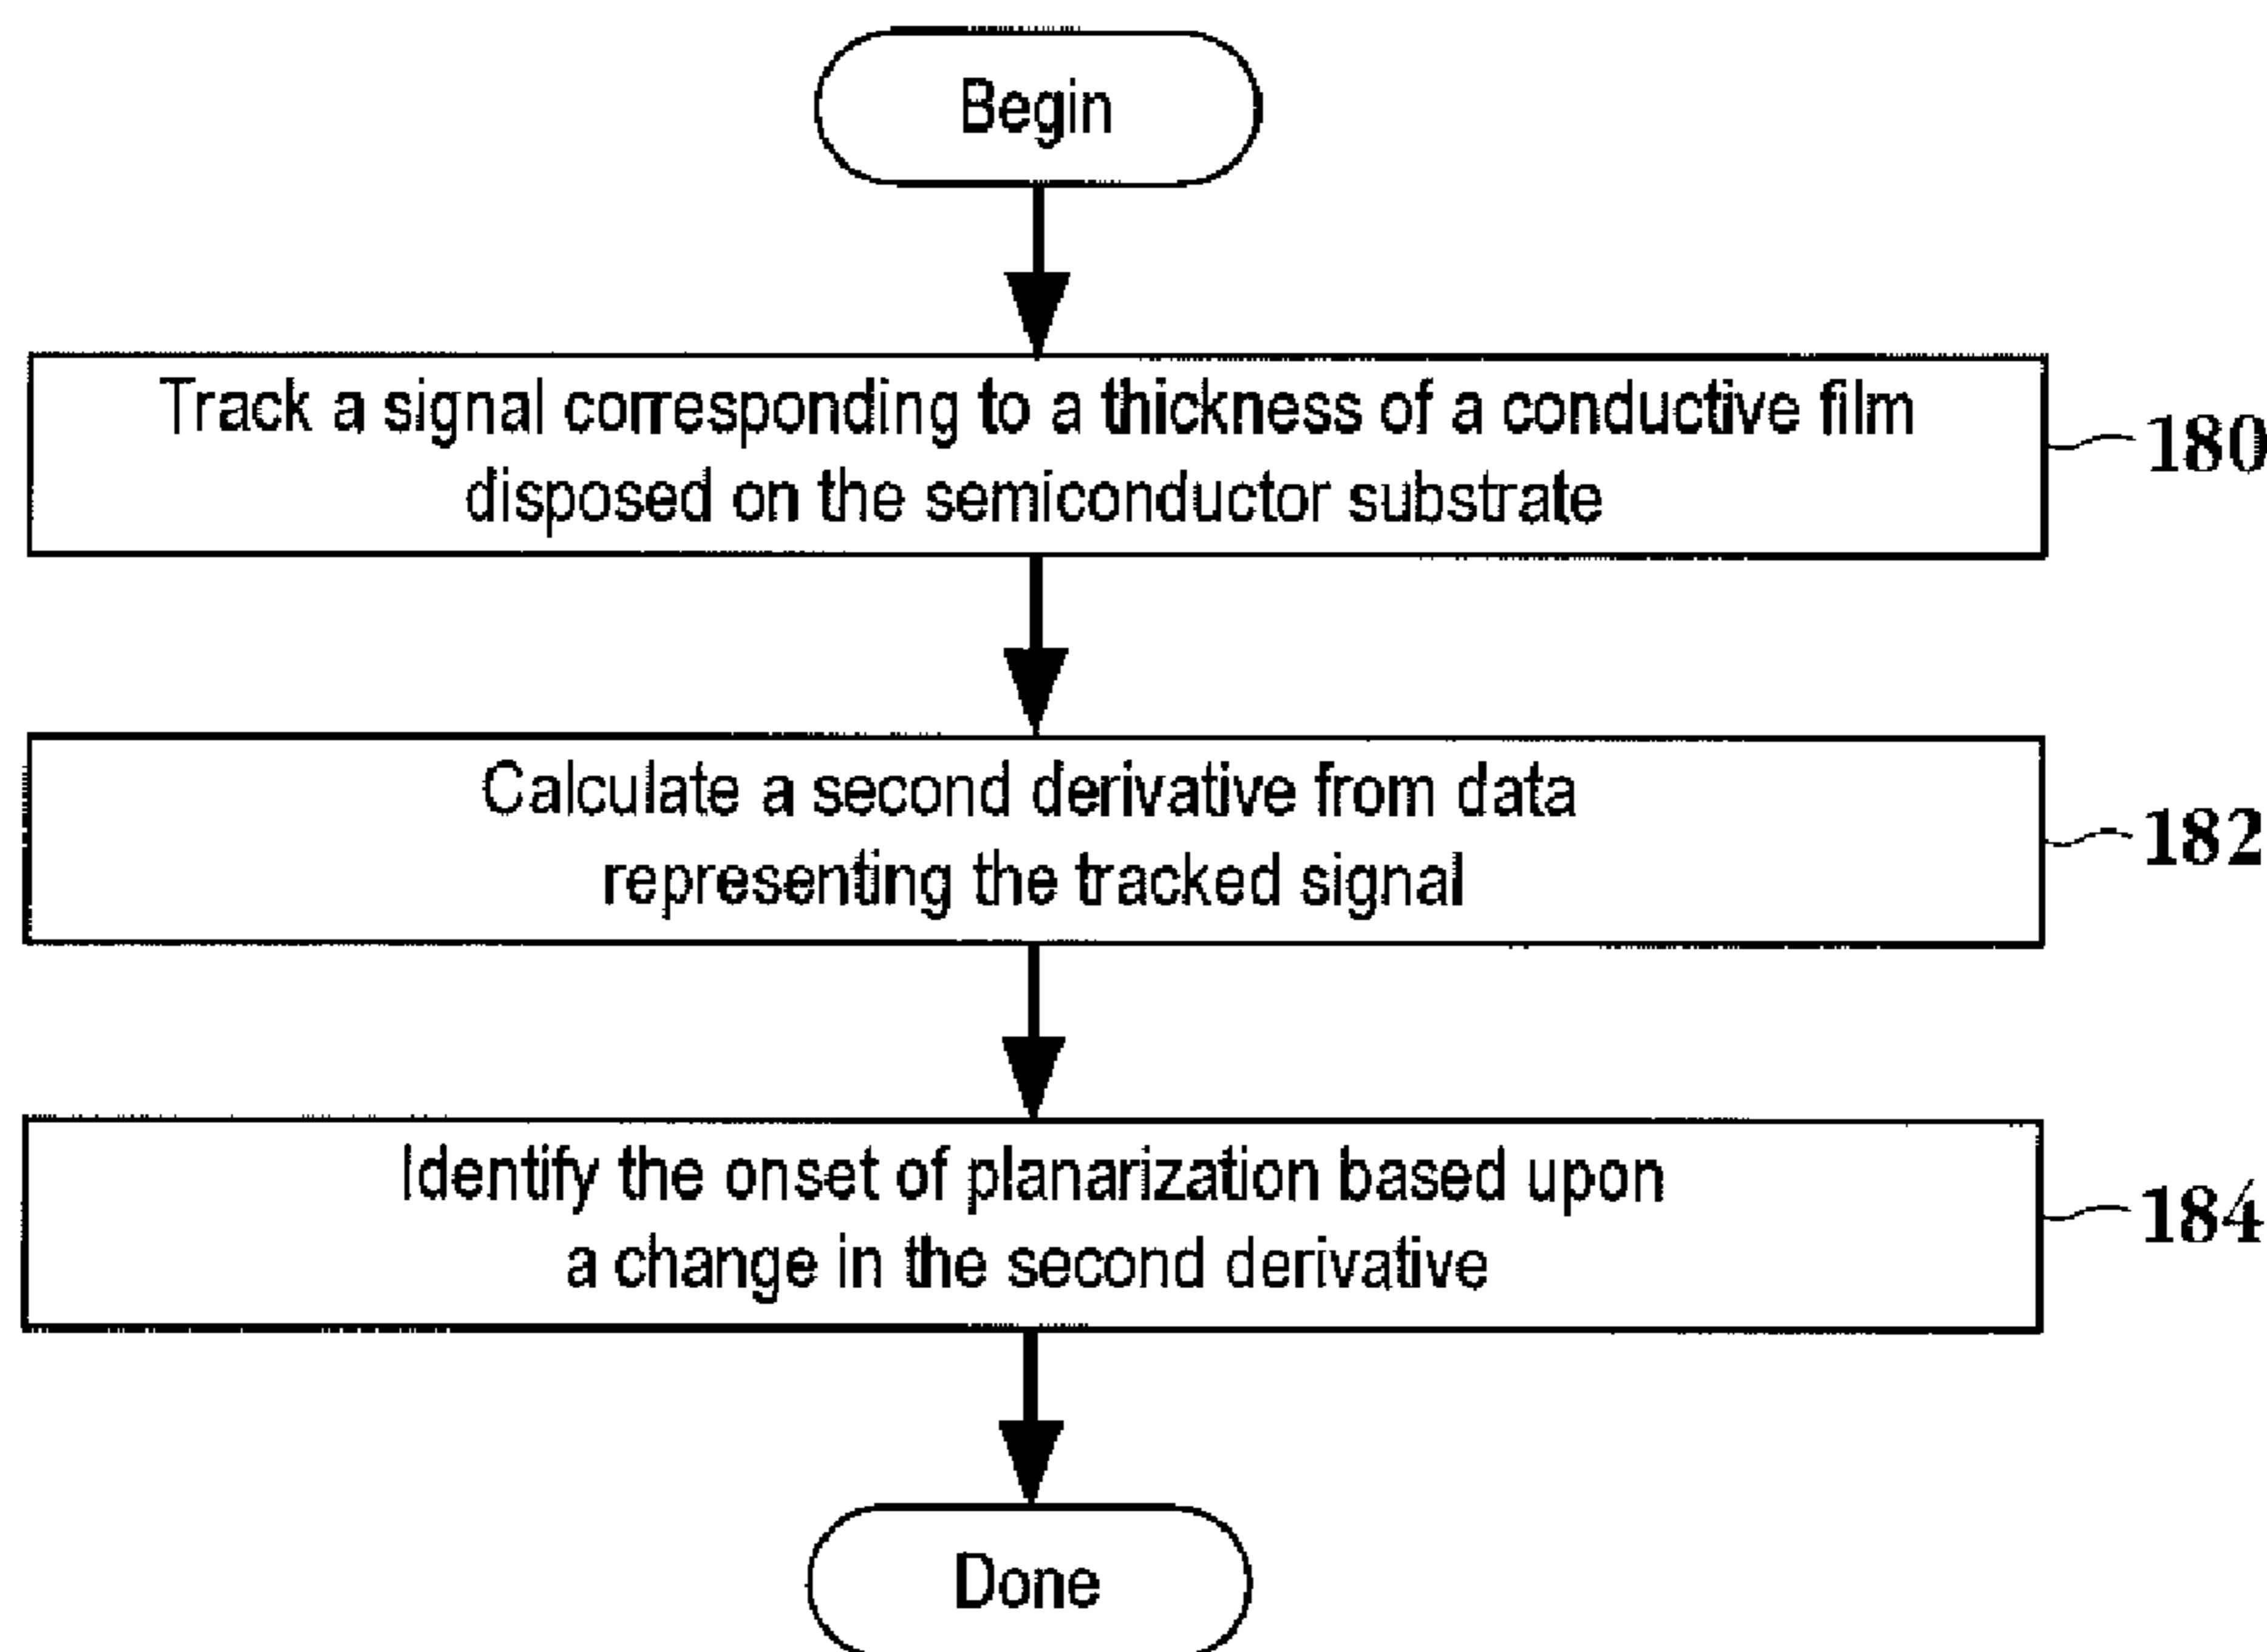 Begin
Track a signal corresponding to a thickness of a conductive film
disposed on the semiconductor substrate
180
Calculate a second derivative from data
representing the tracked signal
182
Identify the onset of planarization based upon
a change in the second derivative
184
Done